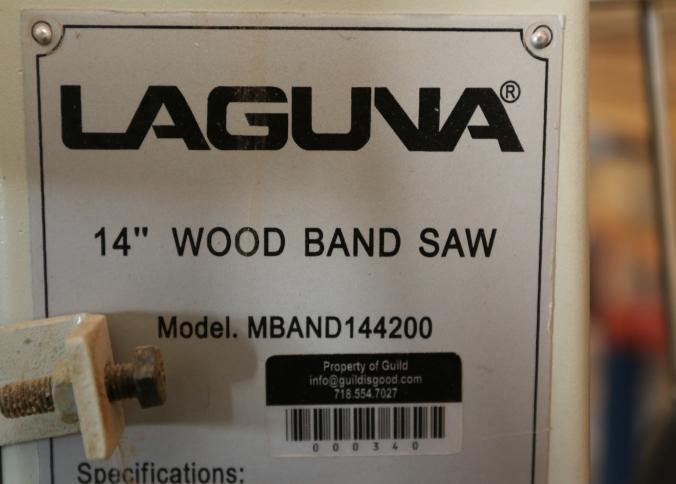 LAGUNA®
14" WOOD BAND SAW
Model. MBAND144200
Property of Guild
info@guildisgood.com
718.554.7027
000340
Specifications: